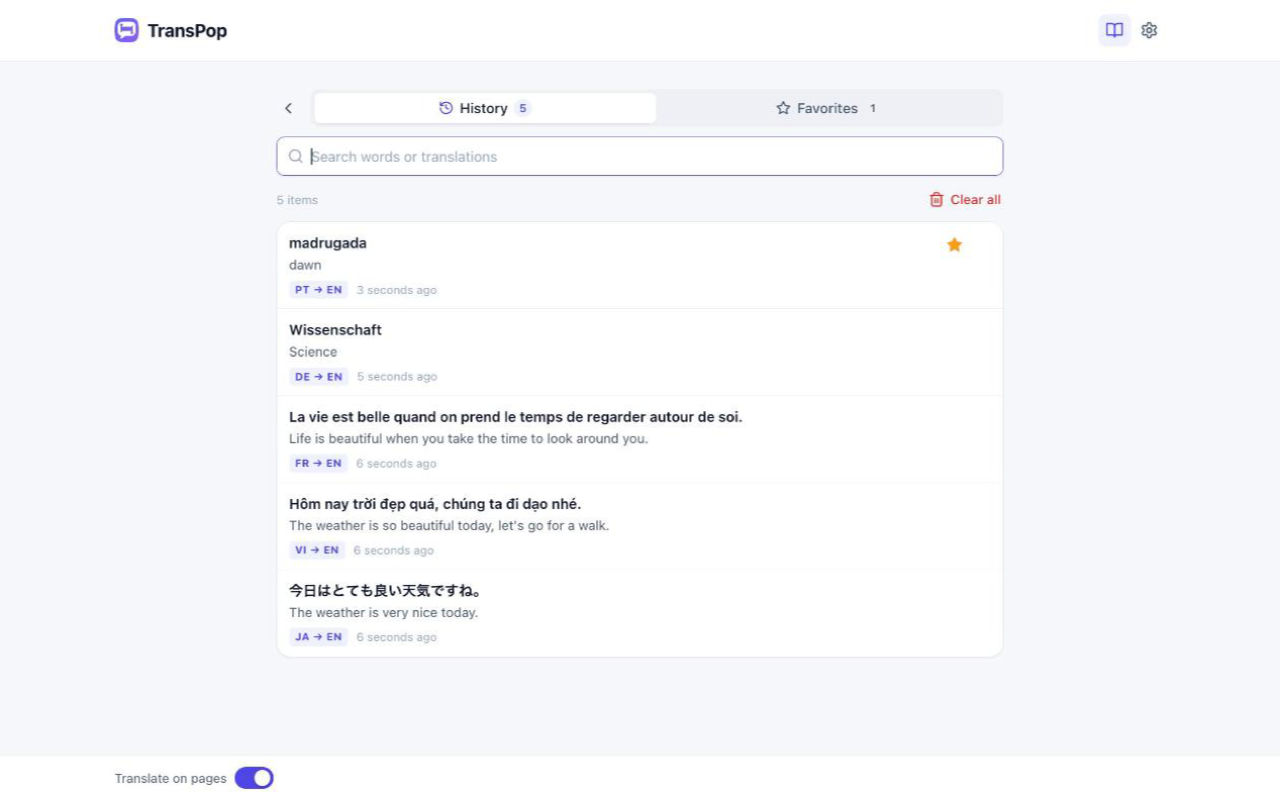 TransPop
History 5
Favorites 1
Search words or translations
5 items
Clear all
madrugada
dawn
PT → EN 3 seconds ago
Wissenschaft
Science
DE → EN 5 seconds ago
La vie est belle quand on prend le temps de regarder autour de soi.
Life is beautiful when you take the time to look around you.
FR → EN 6 seconds ago
Hôm nay trời đẹp quá, chúng ta đi dạo nhé.
The weather is so beautiful today, let's go for a walk.
VI → EN 6 seconds ago
今日はとても良い天気ですね。
The weather is very nice today.
JA → EN 6 seconds ago
Translate on pages